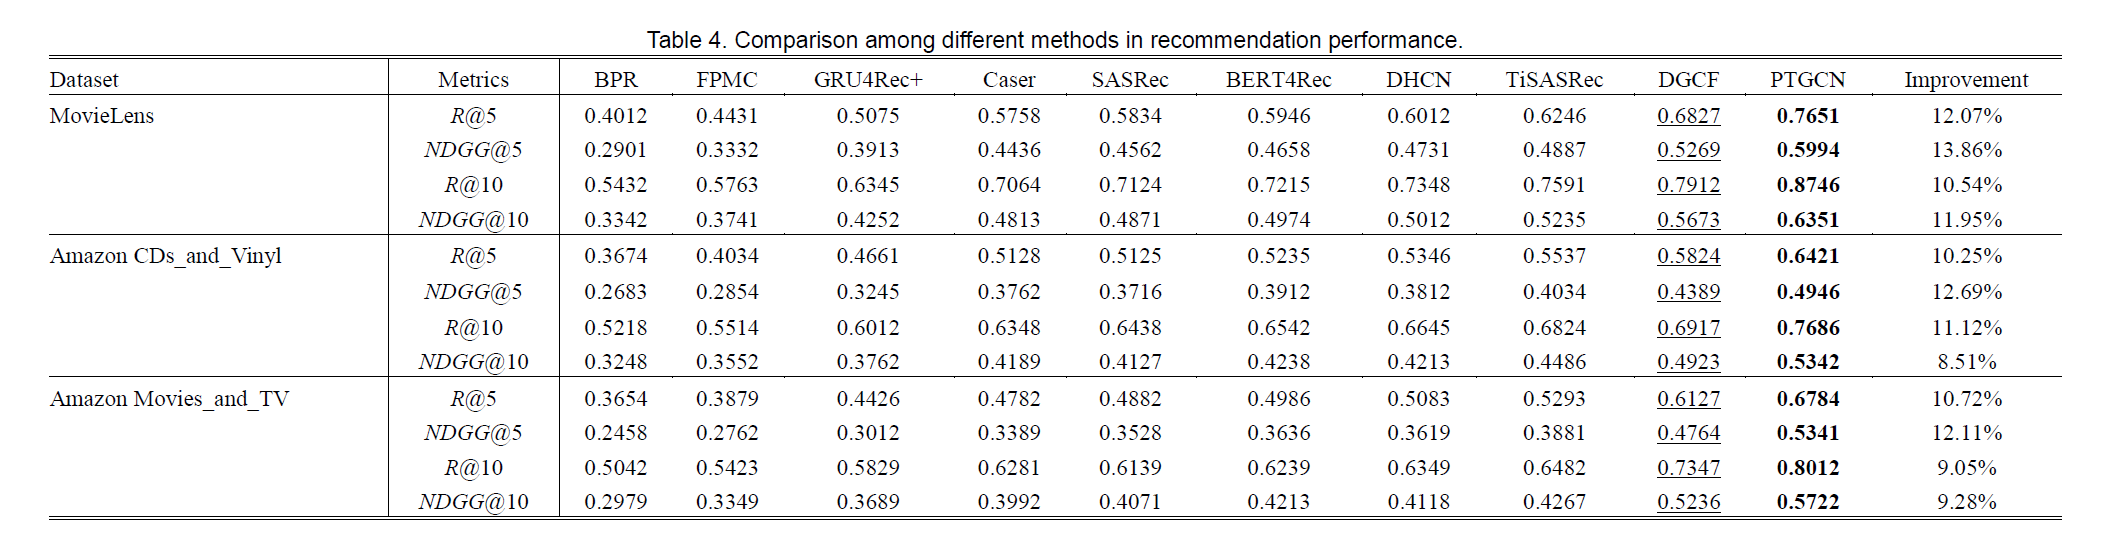 Table 4. Comparison among different methods in recommendation performance.
Dataset Metrics BPR FPMC GRU4Rec+ Caser SASRec BERT4Rec DHCN TiSASRec DGCF PTGCN Improvement
MovieLens R@5 0.4012 0.4431 0.5075 0.5758 0.5834 0.5946 0.6012 0.6246 0.6827 0.7651 12.07%
NDGG@5 0.2901 0.3332 0.3913 0.4436 0.4562 0.4658 0.4731 0.4887 0.5269 0.5994 13.86%
R@10 0.5432 0.5763 0.6345 0.7064 0.7124 0.7215 0.7348 0.7591 0.7912 0.8746 10.54%
NDGG@10 0.3342 0.3741 0.4252 0.4813 0.4871 0.4974 0.5012 0.5235 0.5673 0.6351 11.95%
Amazon CDs_and_Vinyl R@5 0.3674 0.4034 0.4661 0.5128 0.5125 0.5235 0.5346 0.5537 0.5824 0.6421 10.25%
NDGG@5 0.2683 0.2854 0.3245 0.3762 0.3716 0.3912 0.3812 0.4034 0.4389 0.4946 12.69%
R@10 0.5218 0.5514 0.6012 0.6348 0.6438 0.6542 0.6645 0.6824 0.6917 0.7686 11.12%
NDGG@10 0.3248 0.3552 0.3762 0.4189 0.4127 0.4238 0.4213 0.4486 0.4923 0.5342 8.51%
Amazon Movies_and_TV R@5 0.3654 0.3879 0.4426 0.4782 0.4882 0.4986 0.5083 0.5293 0.6127 0.6784 10.72%
NDGG@5 0.2458 0.2762 0.3012 0.3389 0.3528 0.3636 0.3619 0.3881 0.4764 0.5341 12.11%
R@10 0.5042 0.5423 0.5829 0.6281 0.6139 0.6239 0.6349 0.6482 0.7347 0.8012 9.05%
NDGG@10 0.2979 0.3349 0.3689 0.3992 0.4071 0.4213 0.4118 0.4267 0.5236 0.5722 9.28%